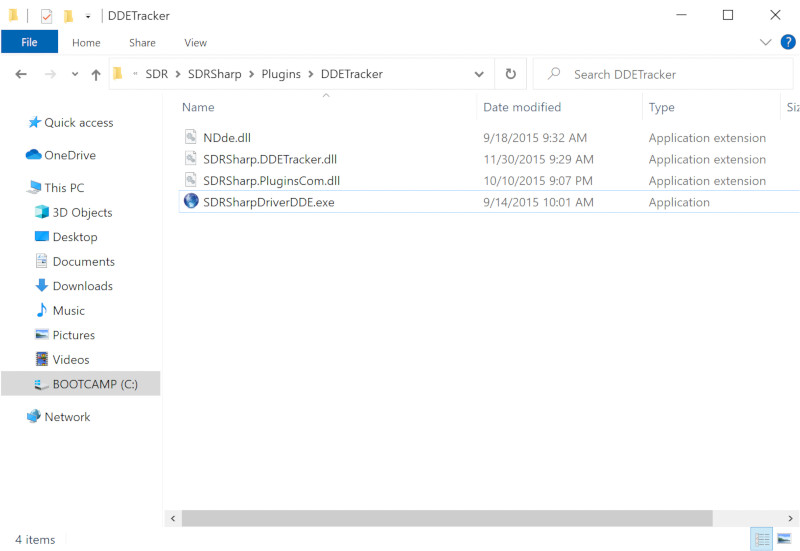 DDETracker
File Home Share View
« SDR > SDRSharp > Plugins > DDETracker Search DDETracker
Name Date modified Type Siz
Quick access
OneDrive
This PC
3D Objects
Desktop
Documents
Downloads
Music
Pictures
Videos
BOOTCAMP (C:)
Network
NDde.dll 9/18/2015 9:32 AM Application extension
SDRSharp.DDETracker.dll 11/30/2015 9:29 AM Application extension
SDRSharp.PluginsCom.dll 10/10/2015 9:07 PM Application extension
SDRSharpDriverDDE.exe 9/14/2015 10:01 AM Application
4 items